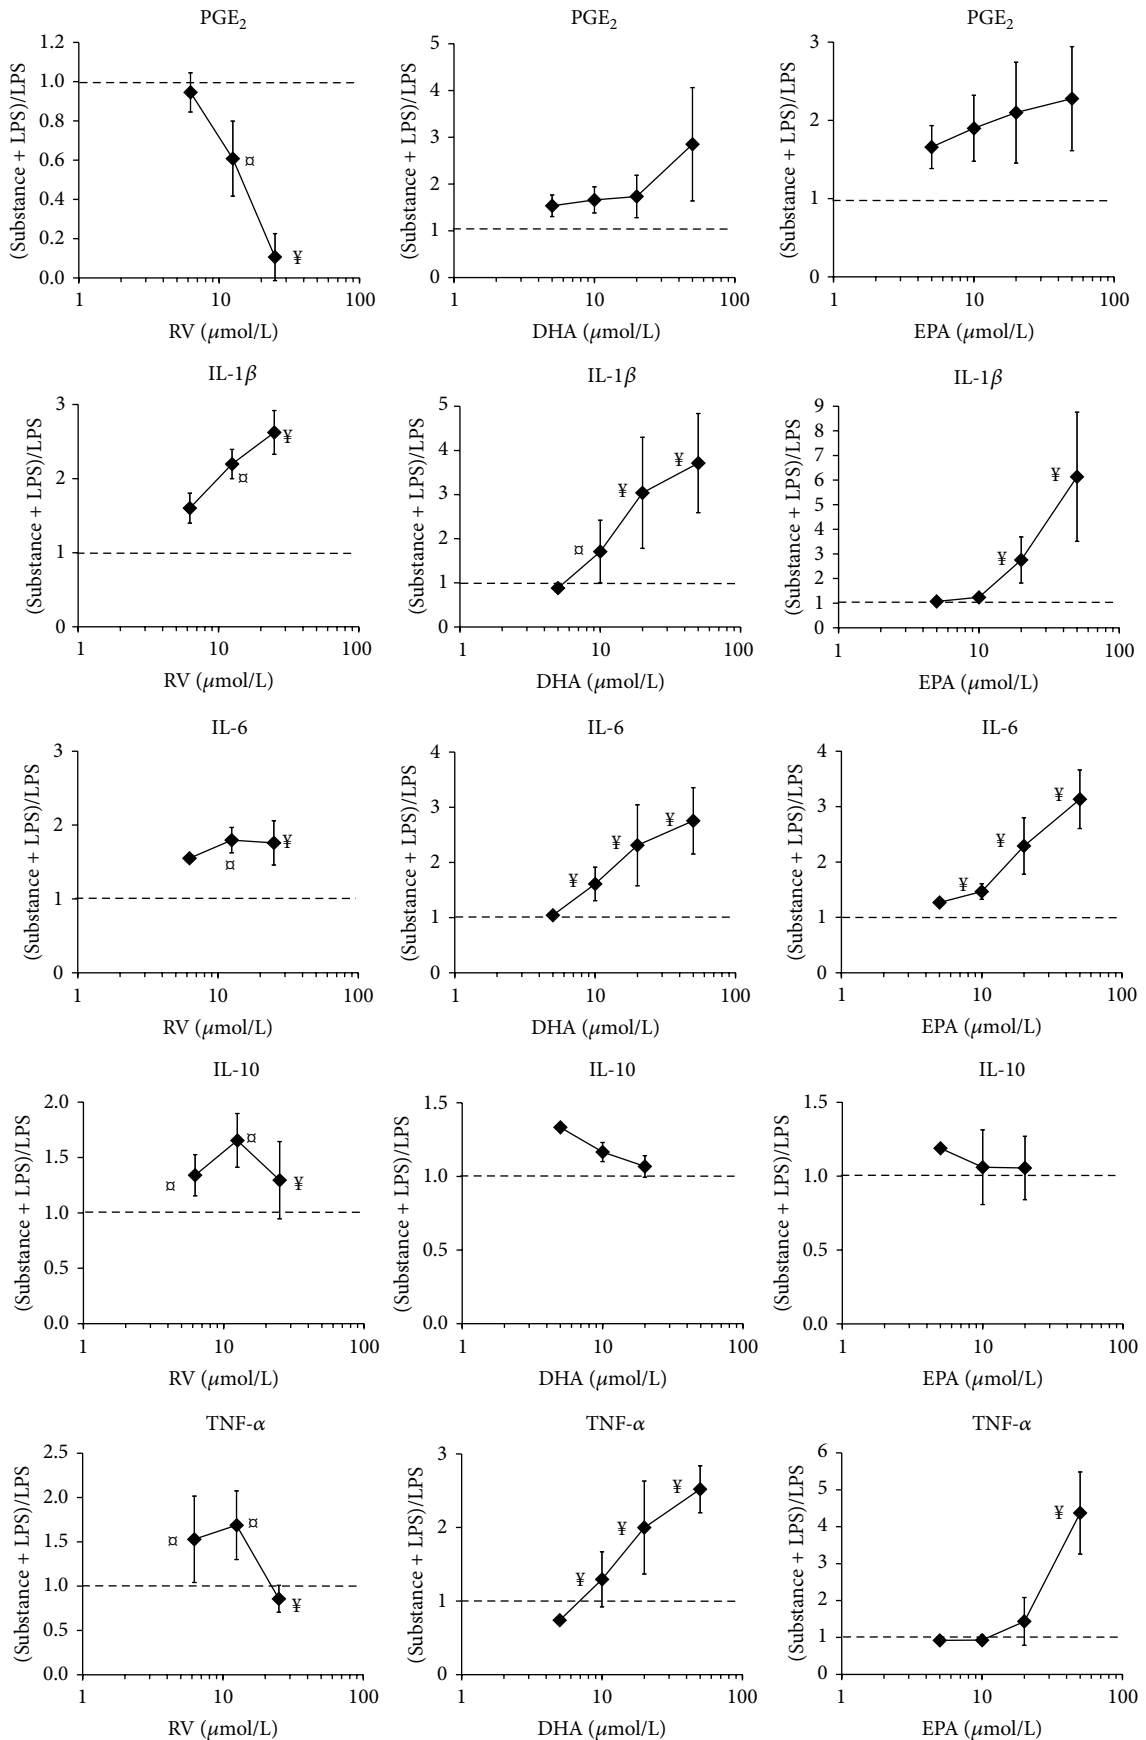 PGE2
(Substance + LPS)/LPS
1.2
1.0
0.8
0.6
0.4
0.2
0.0
¤
¥
1 10 100
RV (μmol/L)
PGE2
(Substance + LPS)/LPS
5
4
3
2
1
0
1 10 100
DHA (μmol/L)
PGE2
(Substance + LPS)/LPS
3
2
1
0
1 10 100
EPA (μmol/L)
IL-1β
(Substance + LPS)/LPS
3
2
1
0
¥
¤
1 10 100
RV (μmol/L)
IL-1β
(Substance + LPS)/LPS
5
4
3
2
1
0
¤
¥
¥
1 10 100
DHA (μmol/L)
IL-1β
(Substance + LPS)/LPS
9
8
7
6
5
4
3
2
1
0
¥
¥
1 10 100
EPA (μmol/L)
IL-6
(Substance + LPS)/LPS
3
2
1
0
¤
¥
1 10 100
RV (μmol/L)
IL-6
(Substance + LPS)/LPS
4
3
2
1
0
¥
¥
¥
1 10 100
DHA (μmol/L)
IL-6
(Substance + LPS)/LPS
4
3
2
1
0
¥
¥
¥
1 10 100
EPA (μmol/L)
IL-10
(Substance + LPS)/LPS
2.0
1.5
1.0
0.5
0.0
¤
¤
¥
1 10 100
RV (μmol/L)
IL-10
(Substance + LPS)/LPS
1.5
1.0
0.5
0.0
1 10 100
DHA (μmol/L)
IL-10
(Substance + LPS)/LPS
1.5
1.0
0.5
0.0
1 10 100
EPA (μmol/L)
TNF-α
(Substance + LPS)/LPS
2.5
2.0
1.5
1.0
0.5
0.0
¤
¤
¥
1 10 100
RV (μmol/L)
TNF-α
(Substance + LPS)/LPS
3
2
1
0
¥
¥
¥
1 10 100
DHA (μmol/L)
TNF-α
(Substance + LPS)/LPS
6
5
4
3
2
1
0
¥
1 10 100
EPA (μmol/L)